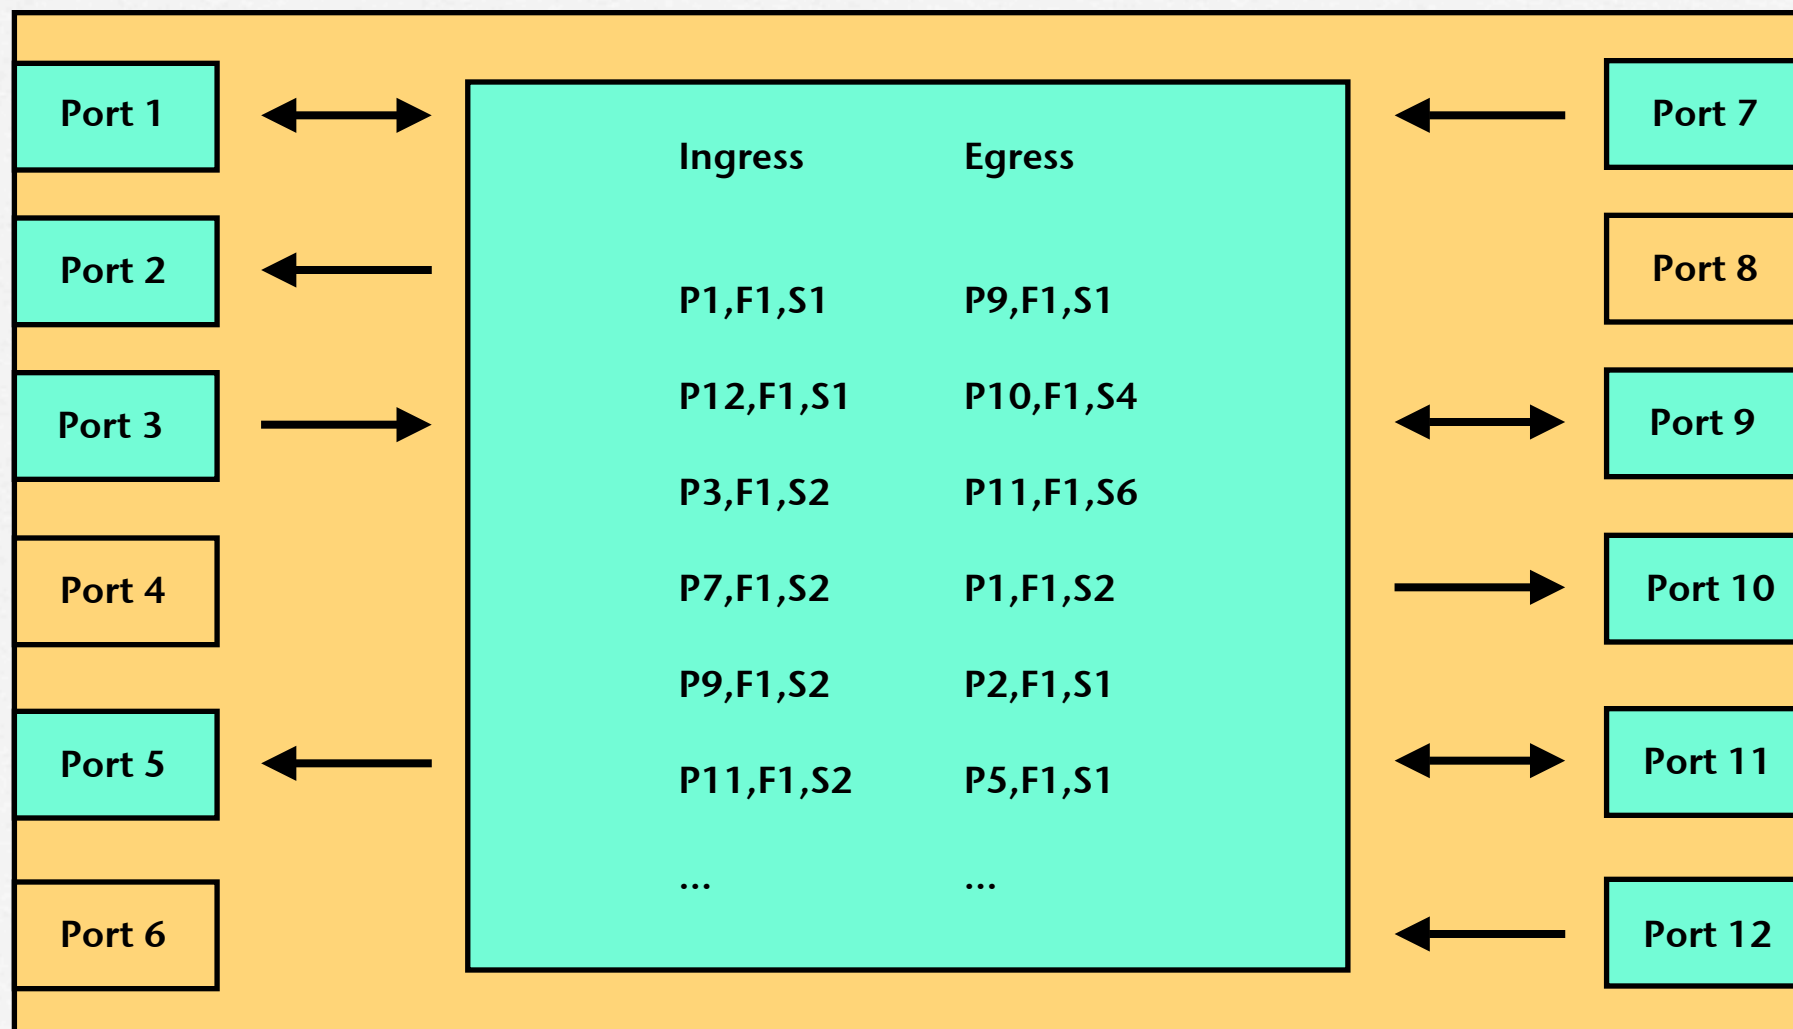 Port 1
Port 2
Port 3
Port 4
Port 5
Port 6
Ingress Egress
P1,F1,S1 P9,F1,S1
P12,F1,S1 P10,F1,S4
P3,F1,S2 P11,F1,S6
P7,F1,S2 P1,F1,S2
P9,F1,S2 P2,F1,S1
P11,F1,S2 P5,F1,S1
... ...
Port 7
Port 8
Port 9
Port 10
Port 11
Port 12